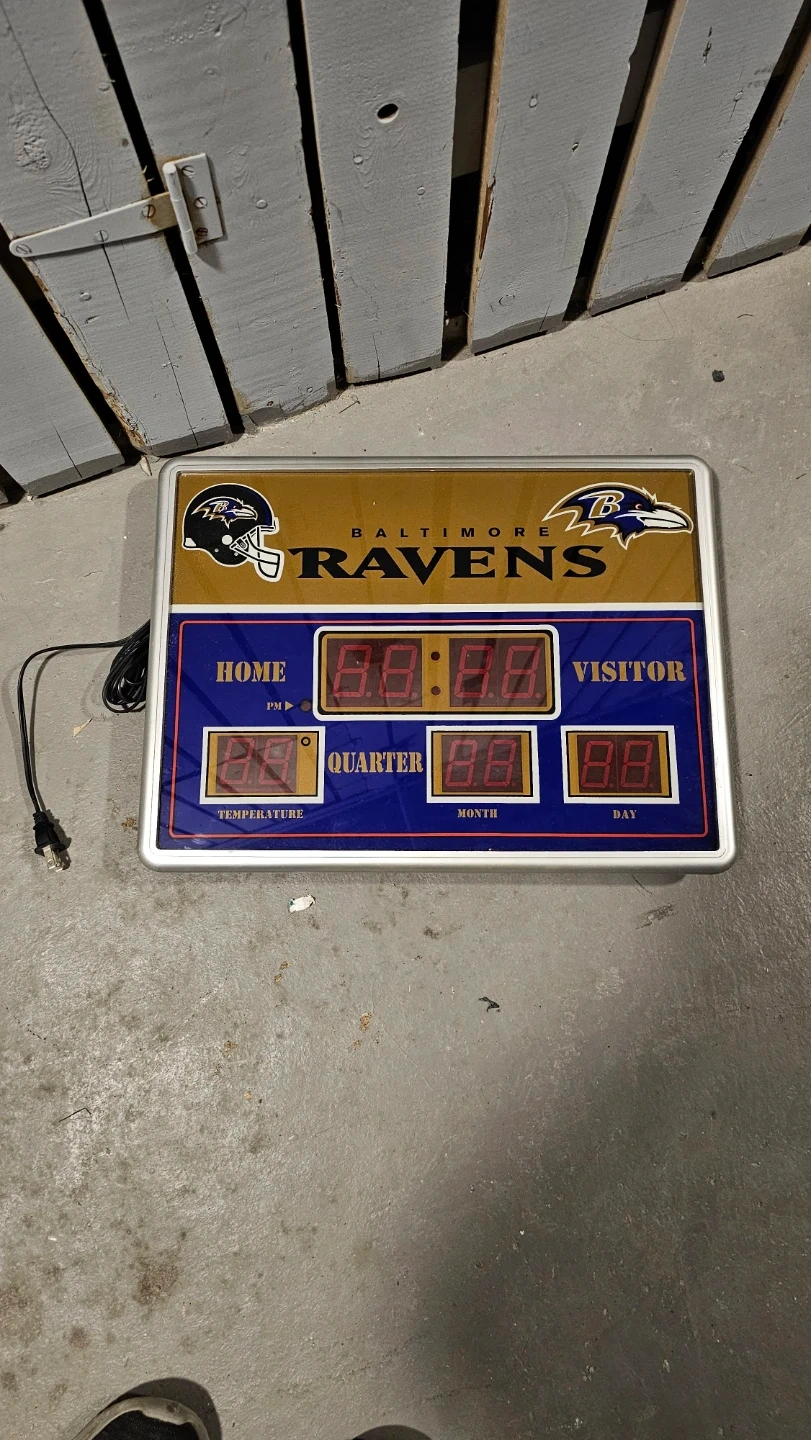 B
B
BALTIMORE
RAVENS
HOME
VISITOR
PM
QUARTER
TEMPERATURE
MONTH
DAY